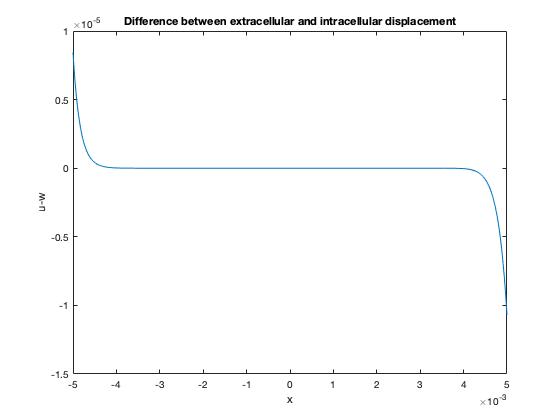 Difference between extracellular and intracellular displacement
×10⁻⁵
1
0.5
0
-0.5
-1
-1.5
u-w
-5 -4 -3 -2 -1 0 1 2 3 4 5
x
×10⁻³